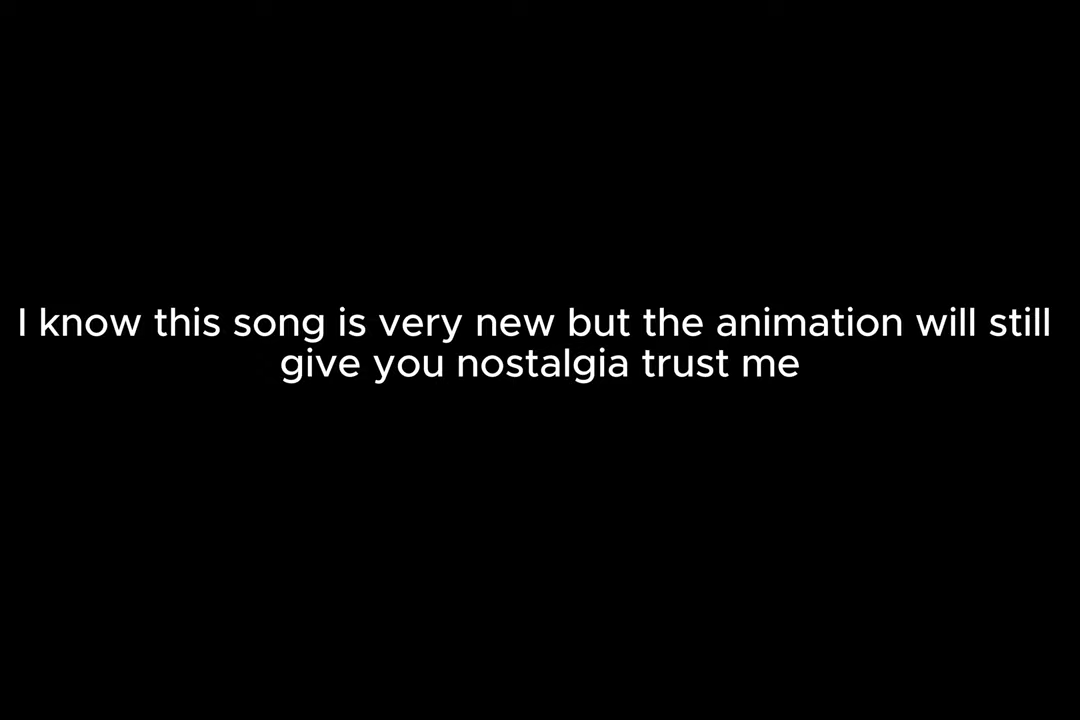 I know this song is very new but the animation will still
give you nostalgia trust me